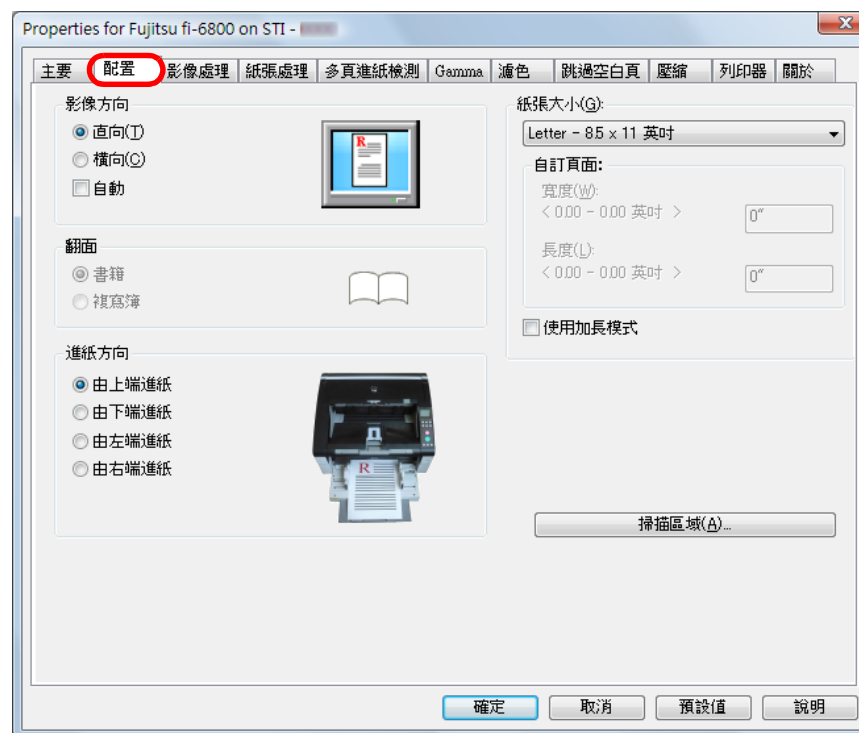 Properties for Fujitsu fi-6800 on STI -
主要 配置 影像處理 紙張處理 多頁進紙檢測 Gamma 濾色 跳過空白頁 壓縮 列印器 關於
影像方向
直向(T)
橫向(C)
自動
R
翻面
書籍
複寫簿
進紙方向
由上端進紙
由下端進紙
由左端進紙
由右端進紙
R
紙張大小(G):
Letter - 8.5 x 11 英吋
自訂頁面:
寬度(W):
< 0.00 - 0.00 英吋 > 0"
長度(L):
< 0.00 - 0.00 英吋 > 0"
使用加長模式
掃描區域(A)...
確定 取消 預設值 說明